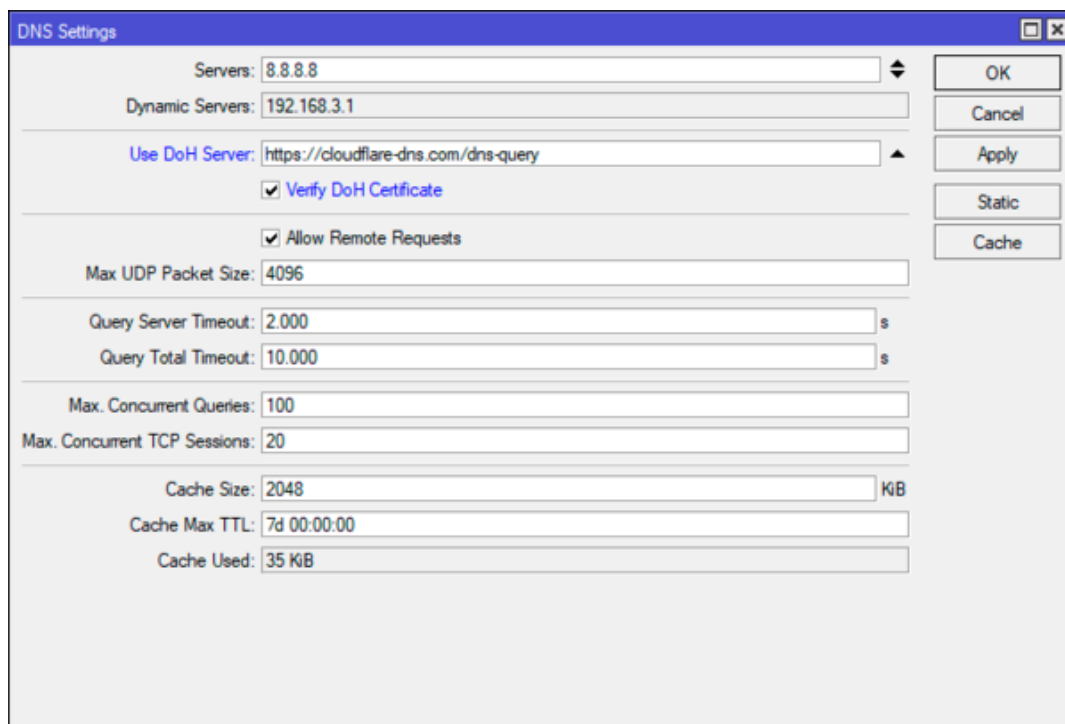 DNS Settings
Servers: 8.8.8.8
OK
Dynamic Servers: 192.168.3.1
Cancel
Use DoH Server: https://cloudflare-dns.com/dns-query
Apply
Verify DoH Certificate
Static
Allow Remote Requests
Cache
Max UDP Packet Size: 4096
Query Server Timeout: 2.000 s
Query Total Timeout: 10.000 s
Max. Concurrent Queries: 100
Max. Concurrent TCP Sessions: 20
Cache Size: 2048 KiB
Cache Max TTL: 7d 00:00:00
Cache Used: 35 KiB